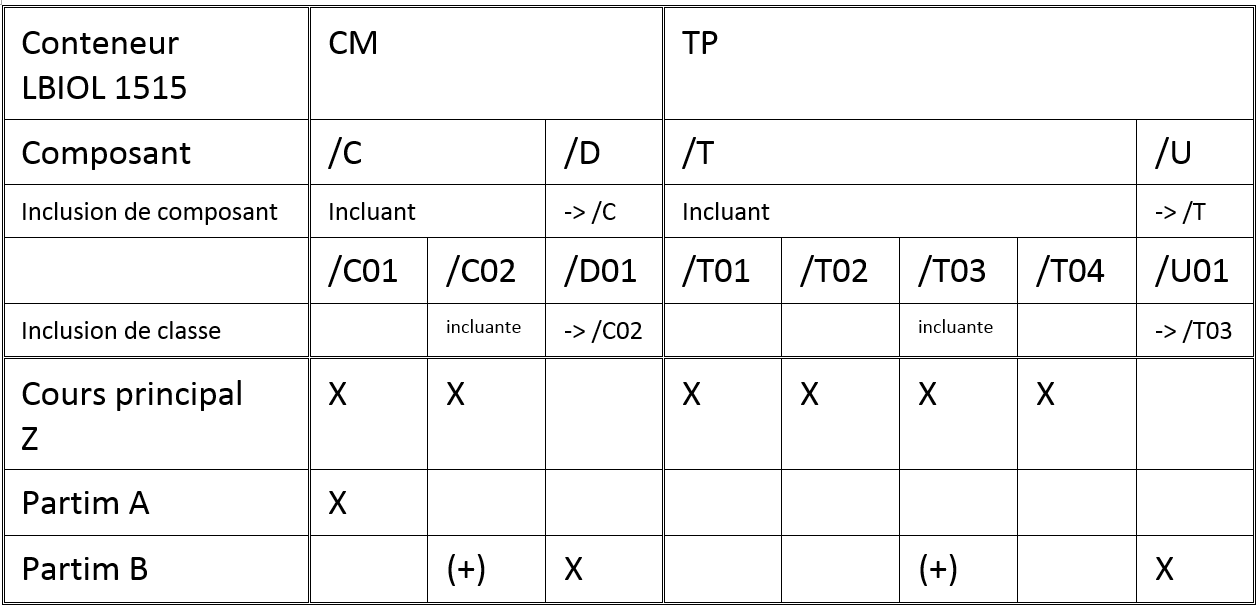 Conteneur CM TP
LBIOL 1515
Composant /C /D /T /U
Inclusion de composant Incluant -> /C Incluant -> /T
/C01 /C02 /D01 /T01 /T02 /T03 /T04 /U01
Inclusion de classe incluante -> /C02 incluante -> /T03
Cours principal X X X X X X
Z
Partim A X
Partim B (+) X (+) X